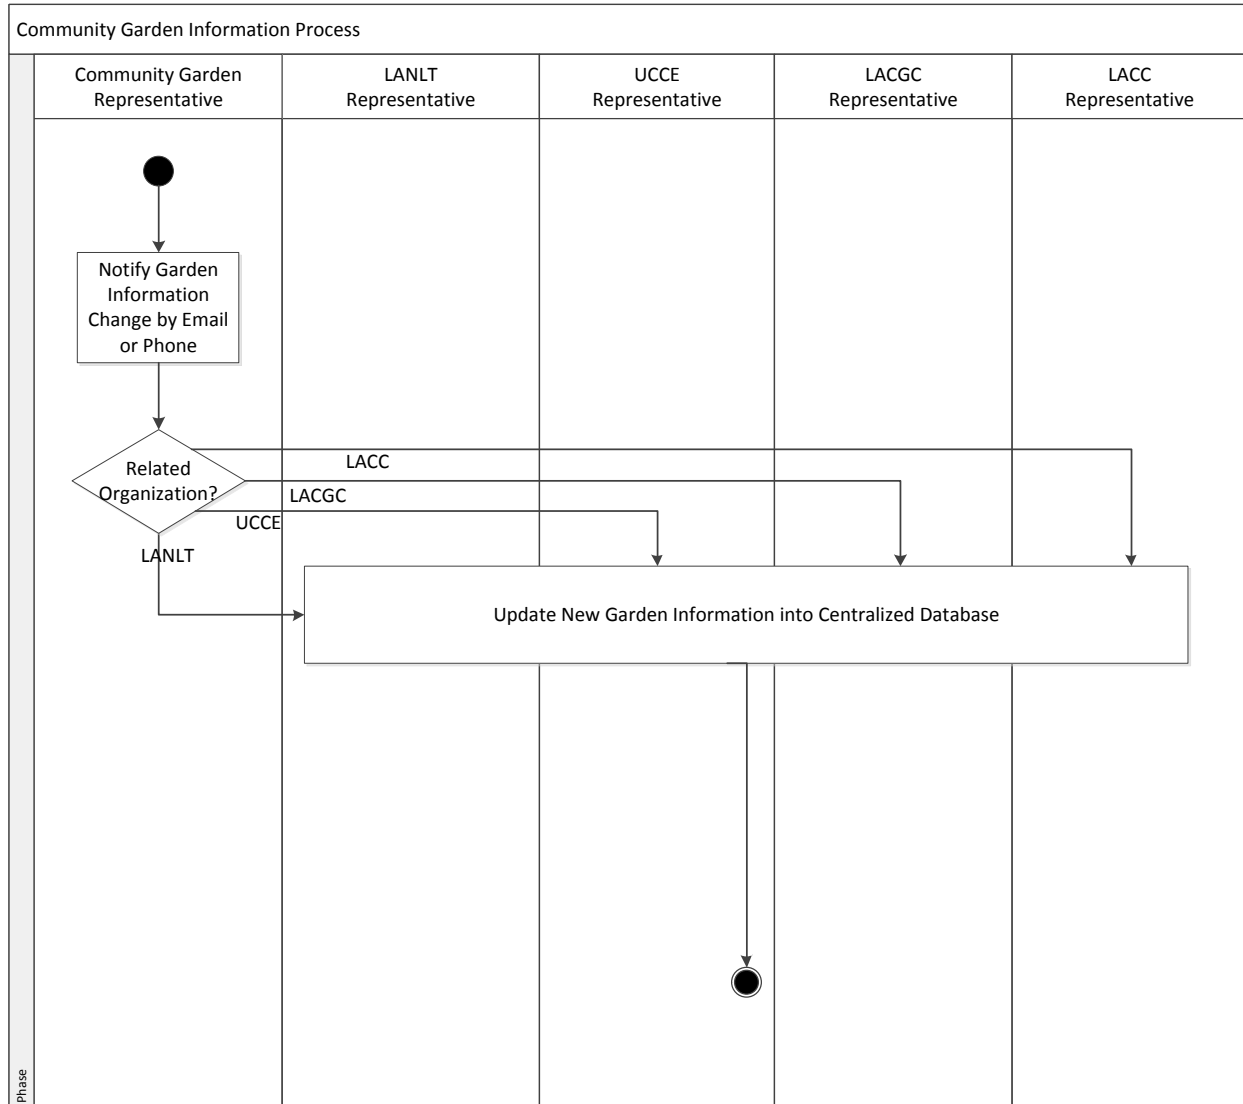 Community Garden Information Process
Community Garden
Representative
LANLT
Representative
UCCE
Representative
LACGC
Representative
LACC
Representative
Notify Garden
Information
Change by Email
or Phone
Related
Organization?
LACC
LACGC
UCCE
LANLT
Update New Garden Information into Centralized Database
Phase